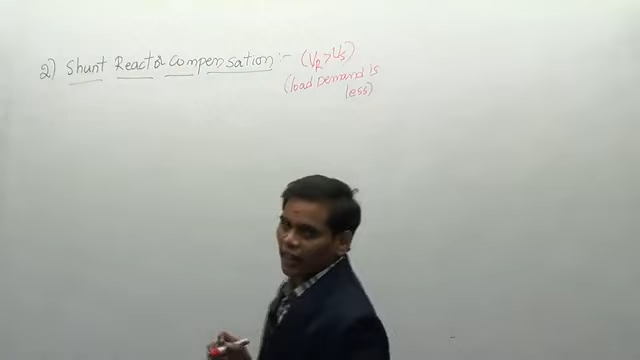 2) Shunt Reactor Compensation :- (VR > VS)
(load Demand is
less)